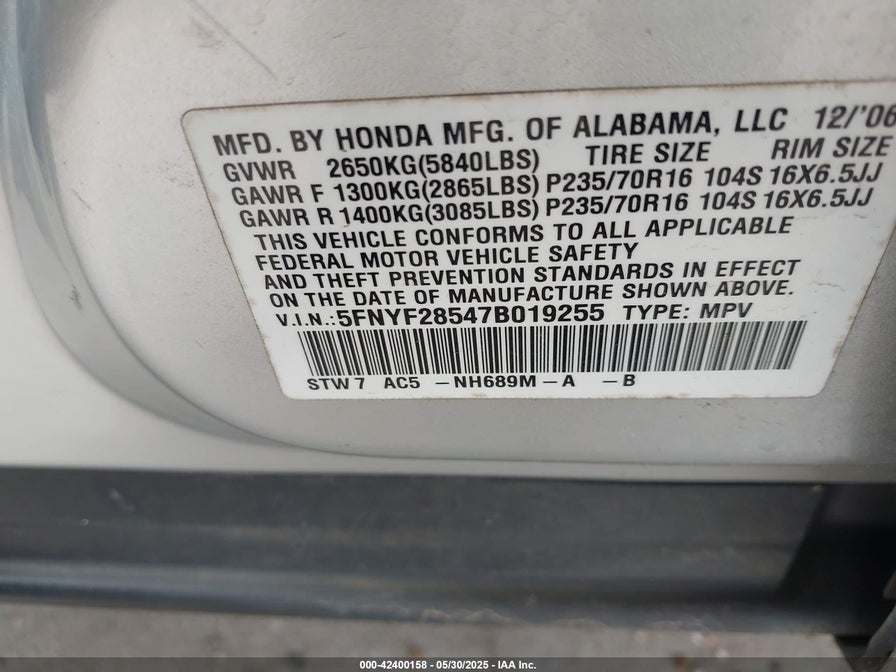 MFD. BY HONDA MFG. OF ALABAMA, LLC 12/'06
GVWR 2650KG(5840LBS) TIRE SIZE RIM SIZE
GAWR F 1300KG(2865LBS) P235/70R16 104S 16X6.5JJ
GAWR R 1400KG(3085LBS) P235/70R16 104S 16X6.5JJ
THIS VEHICLE CONFORMS TO ALL APPLICABLE
FEDERAL MOTOR VEHICLE SAFETY
AND THEFT PREVENTION STANDARDS IN EFFECT
ON THE DATE OF MANUFACTURE SHOWN ABOVE.
V.I.N.:5FNYF28547B019255 TYPE: MPV
STW7 AC5 -NH689M-A -B
000-42400158 - 05/30/2025 - IAA Inc.